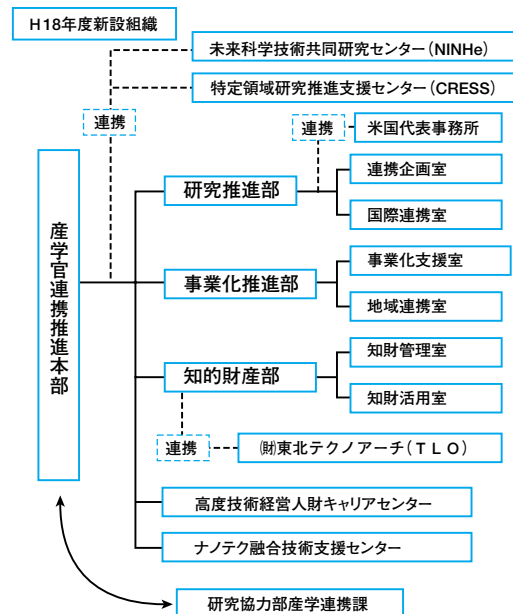 H18年度新設組織
未来科学技術共同研究センター(NINHe)
特定領域研究推進支援センター(CRESS)
連携
連携
米国代表事務所
産学官連携推進本部
研究推進部
連携企画室
国際連携室
事業化推進部
事業化支援室
地域連携室
知的財産部
知財管理室
知財活用室
連携
㈶東北テクノアーチ(TLO)
高度技術経営人財キャリアセンター
ナノテク融合技術支援センター
研究協力部産学連携課